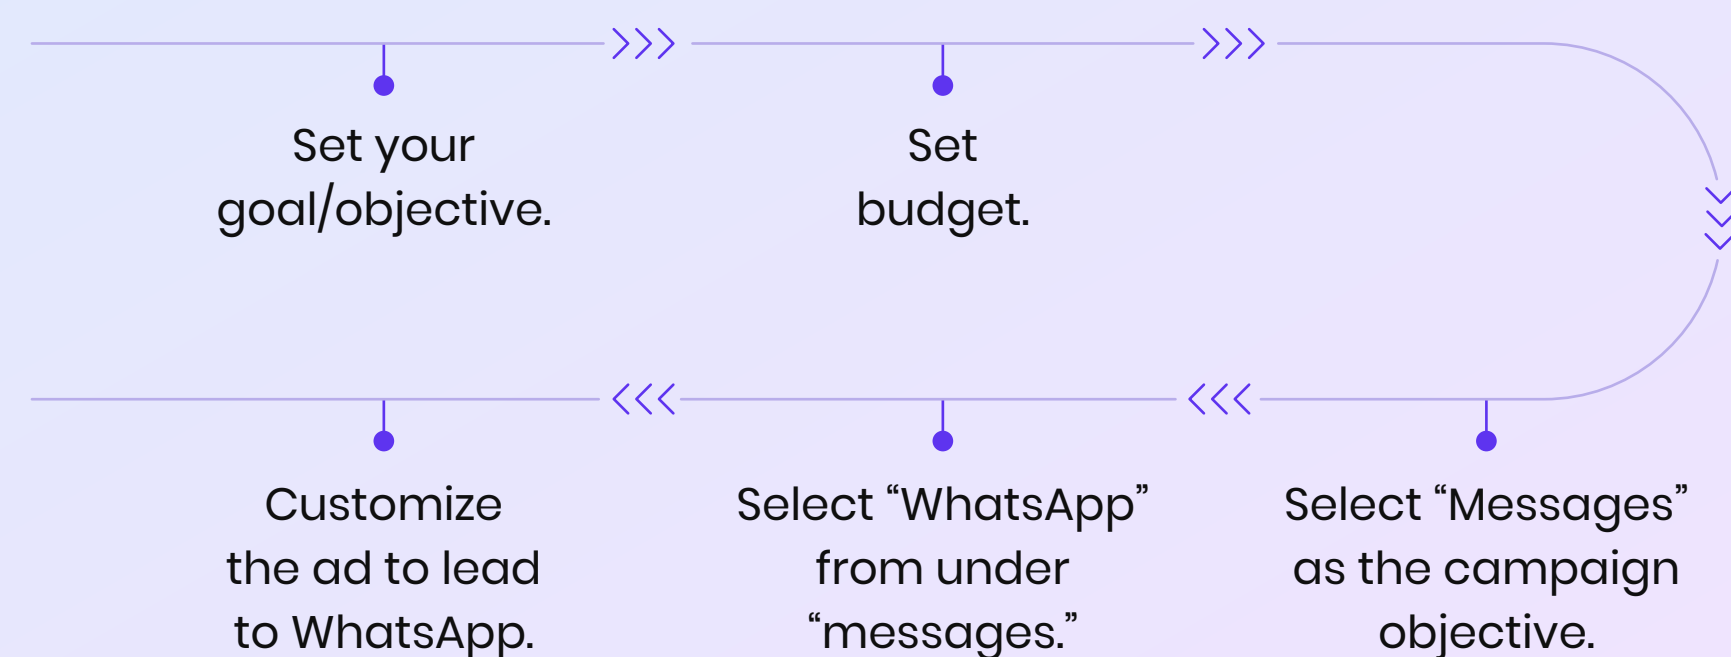 Set your
goal/objective.
Set
budget.
Select “Messages”
as the campaign
objective.
Select “WhatsApp”
from under
“messages.”
Customize
the ad to lead
to WhatsApp.